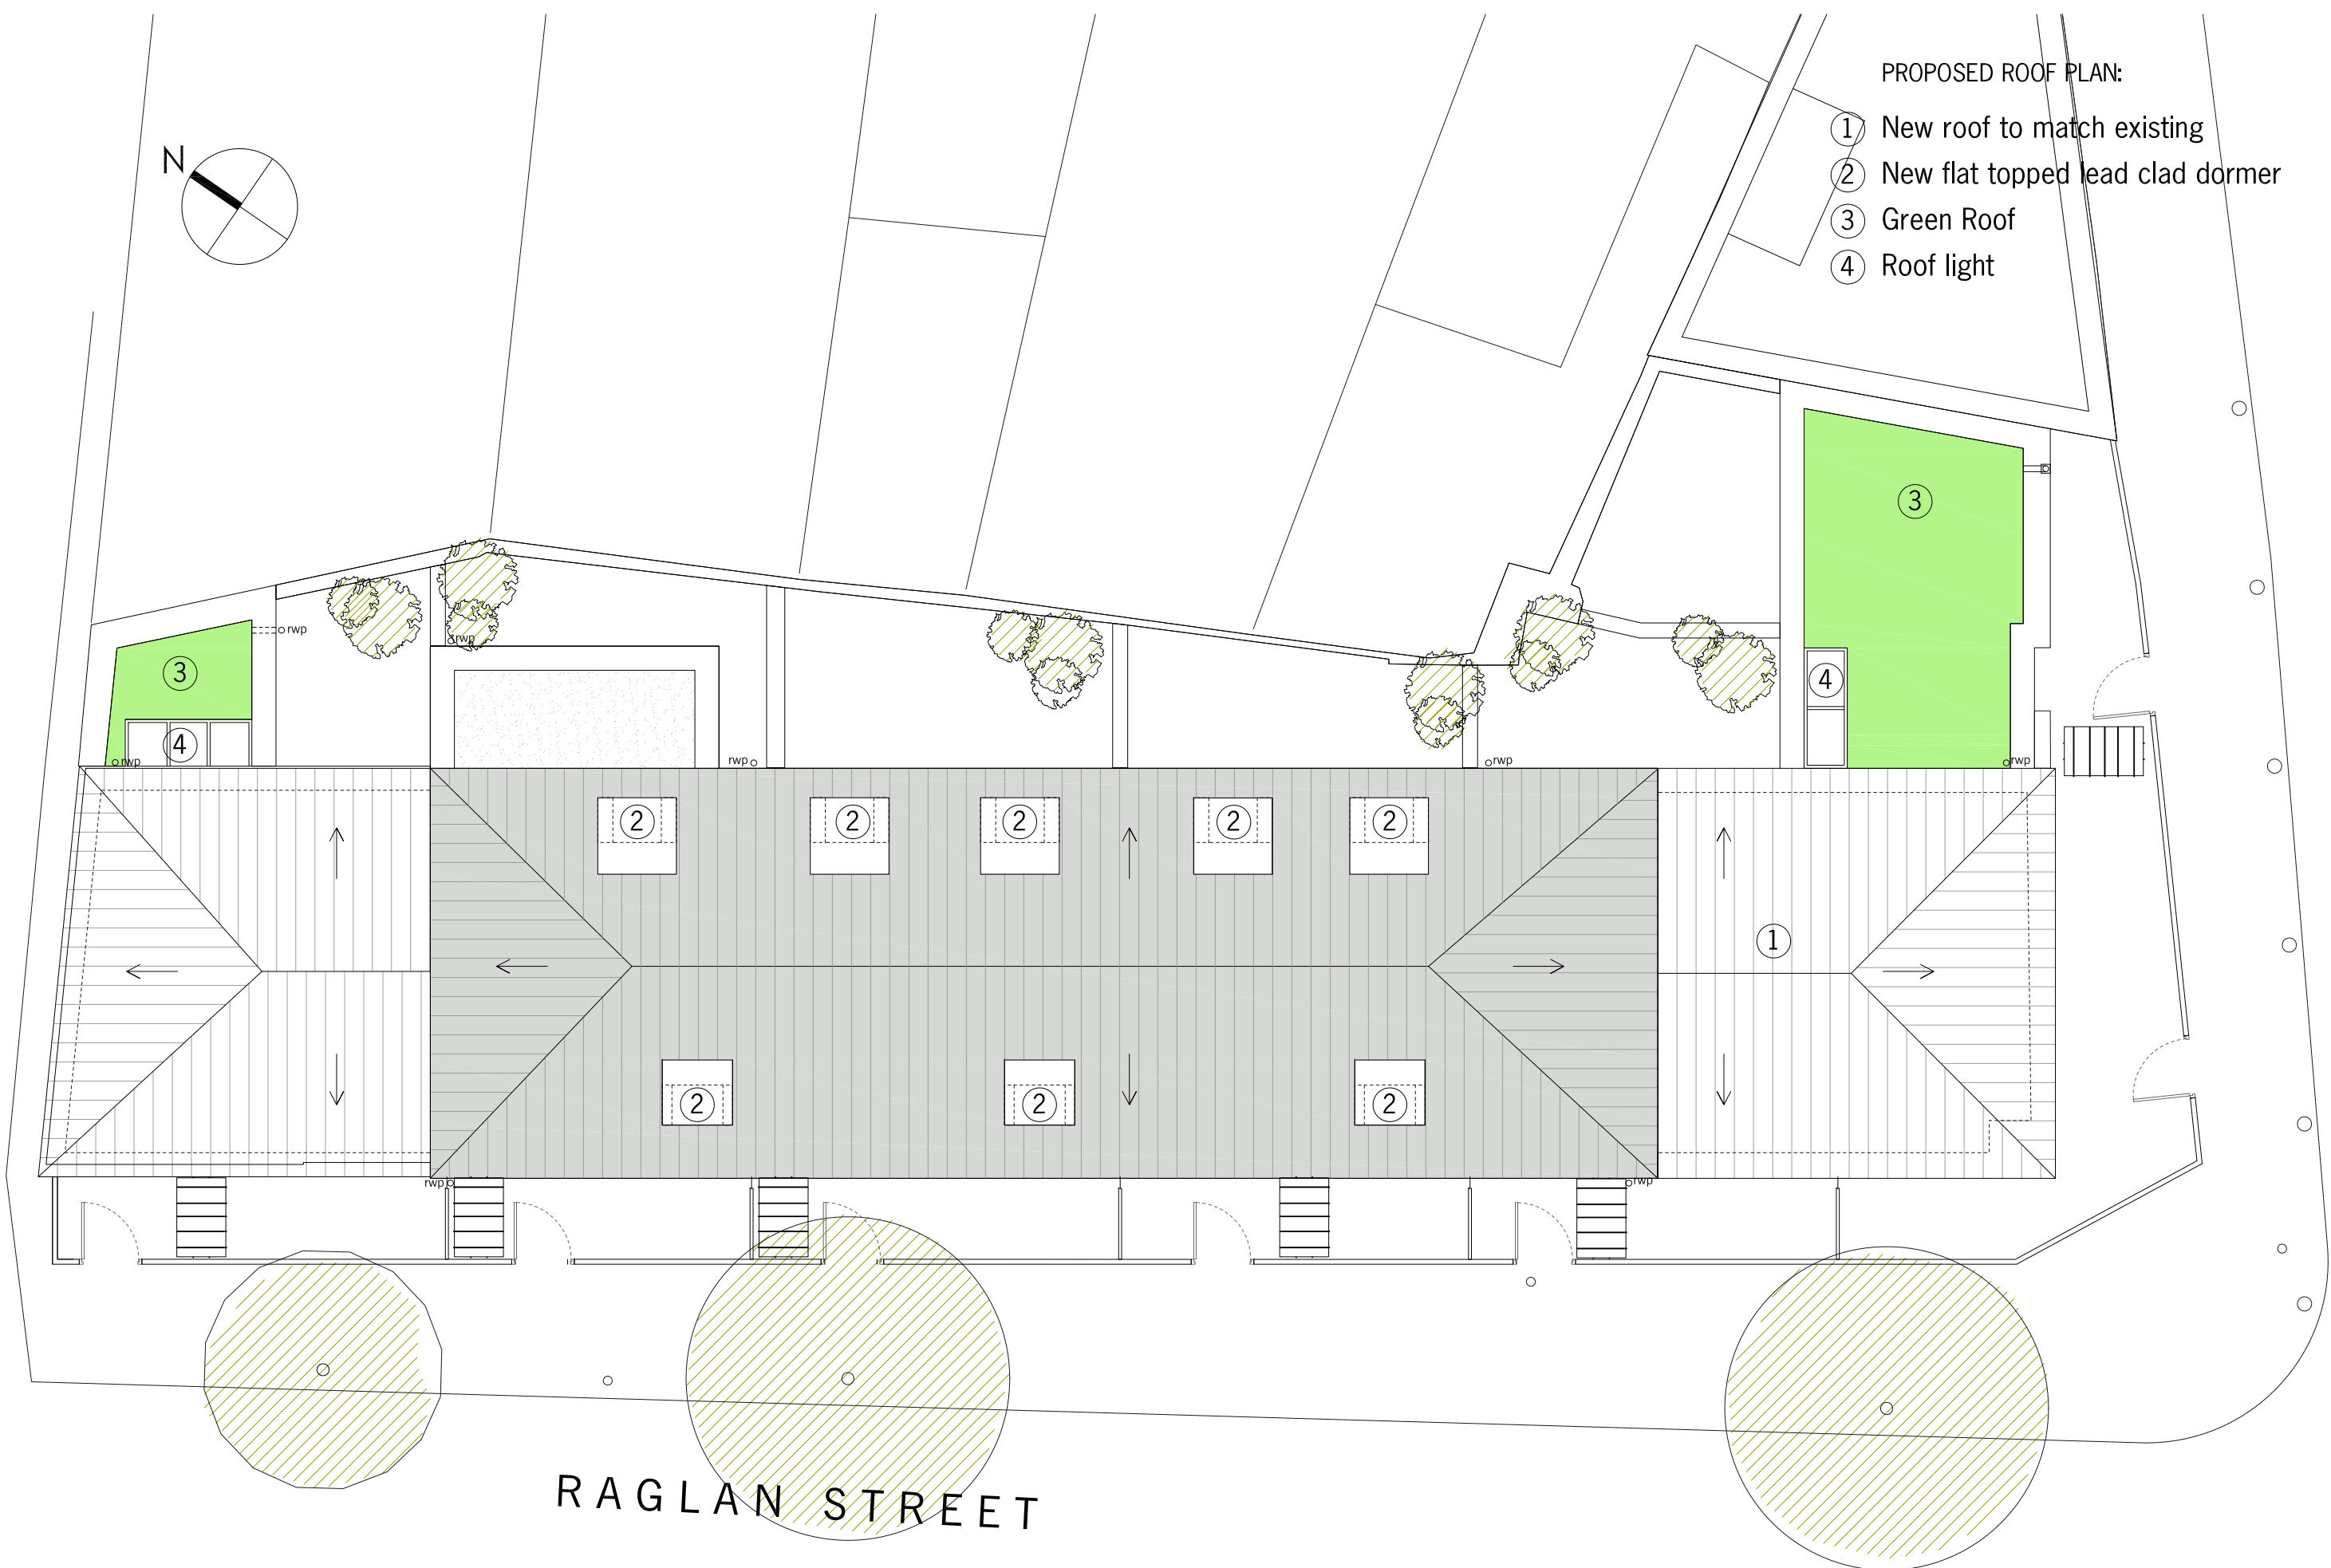 PROPOSED ROOF PLAN:
1 New roof to match existing
2 New flat topped lead clad dormer
3 Green Roof
4 Roof light
N
3
rwp
rwp
3
4
4
rwp
rwp
rwp
rwp
2 2 2 2 2
1
2 2 2
rwp
rwp
RAGLAN STREET